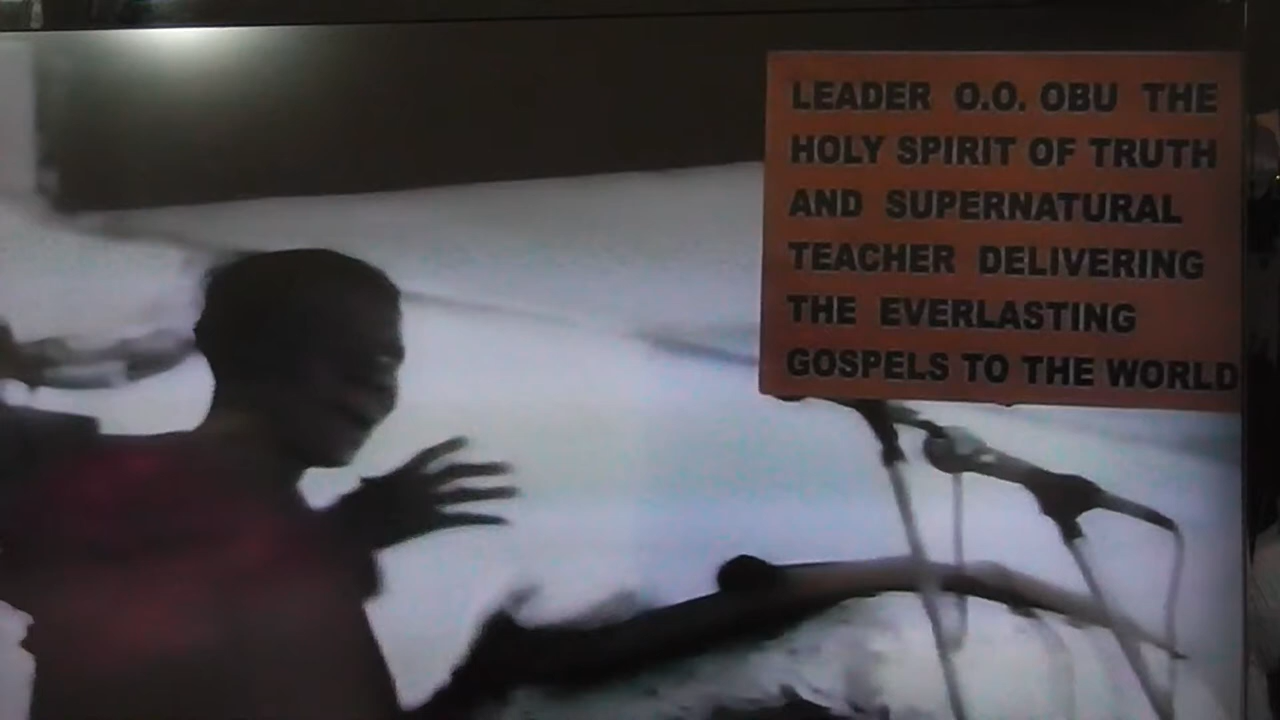 LEADER O.O. OBU THE
HOLY SPIRIT OF TRUTH
AND SUPERNATURAL
TEACHER DELIVERING
THE EVERLASTING
GOSPELS TO THE WORLD